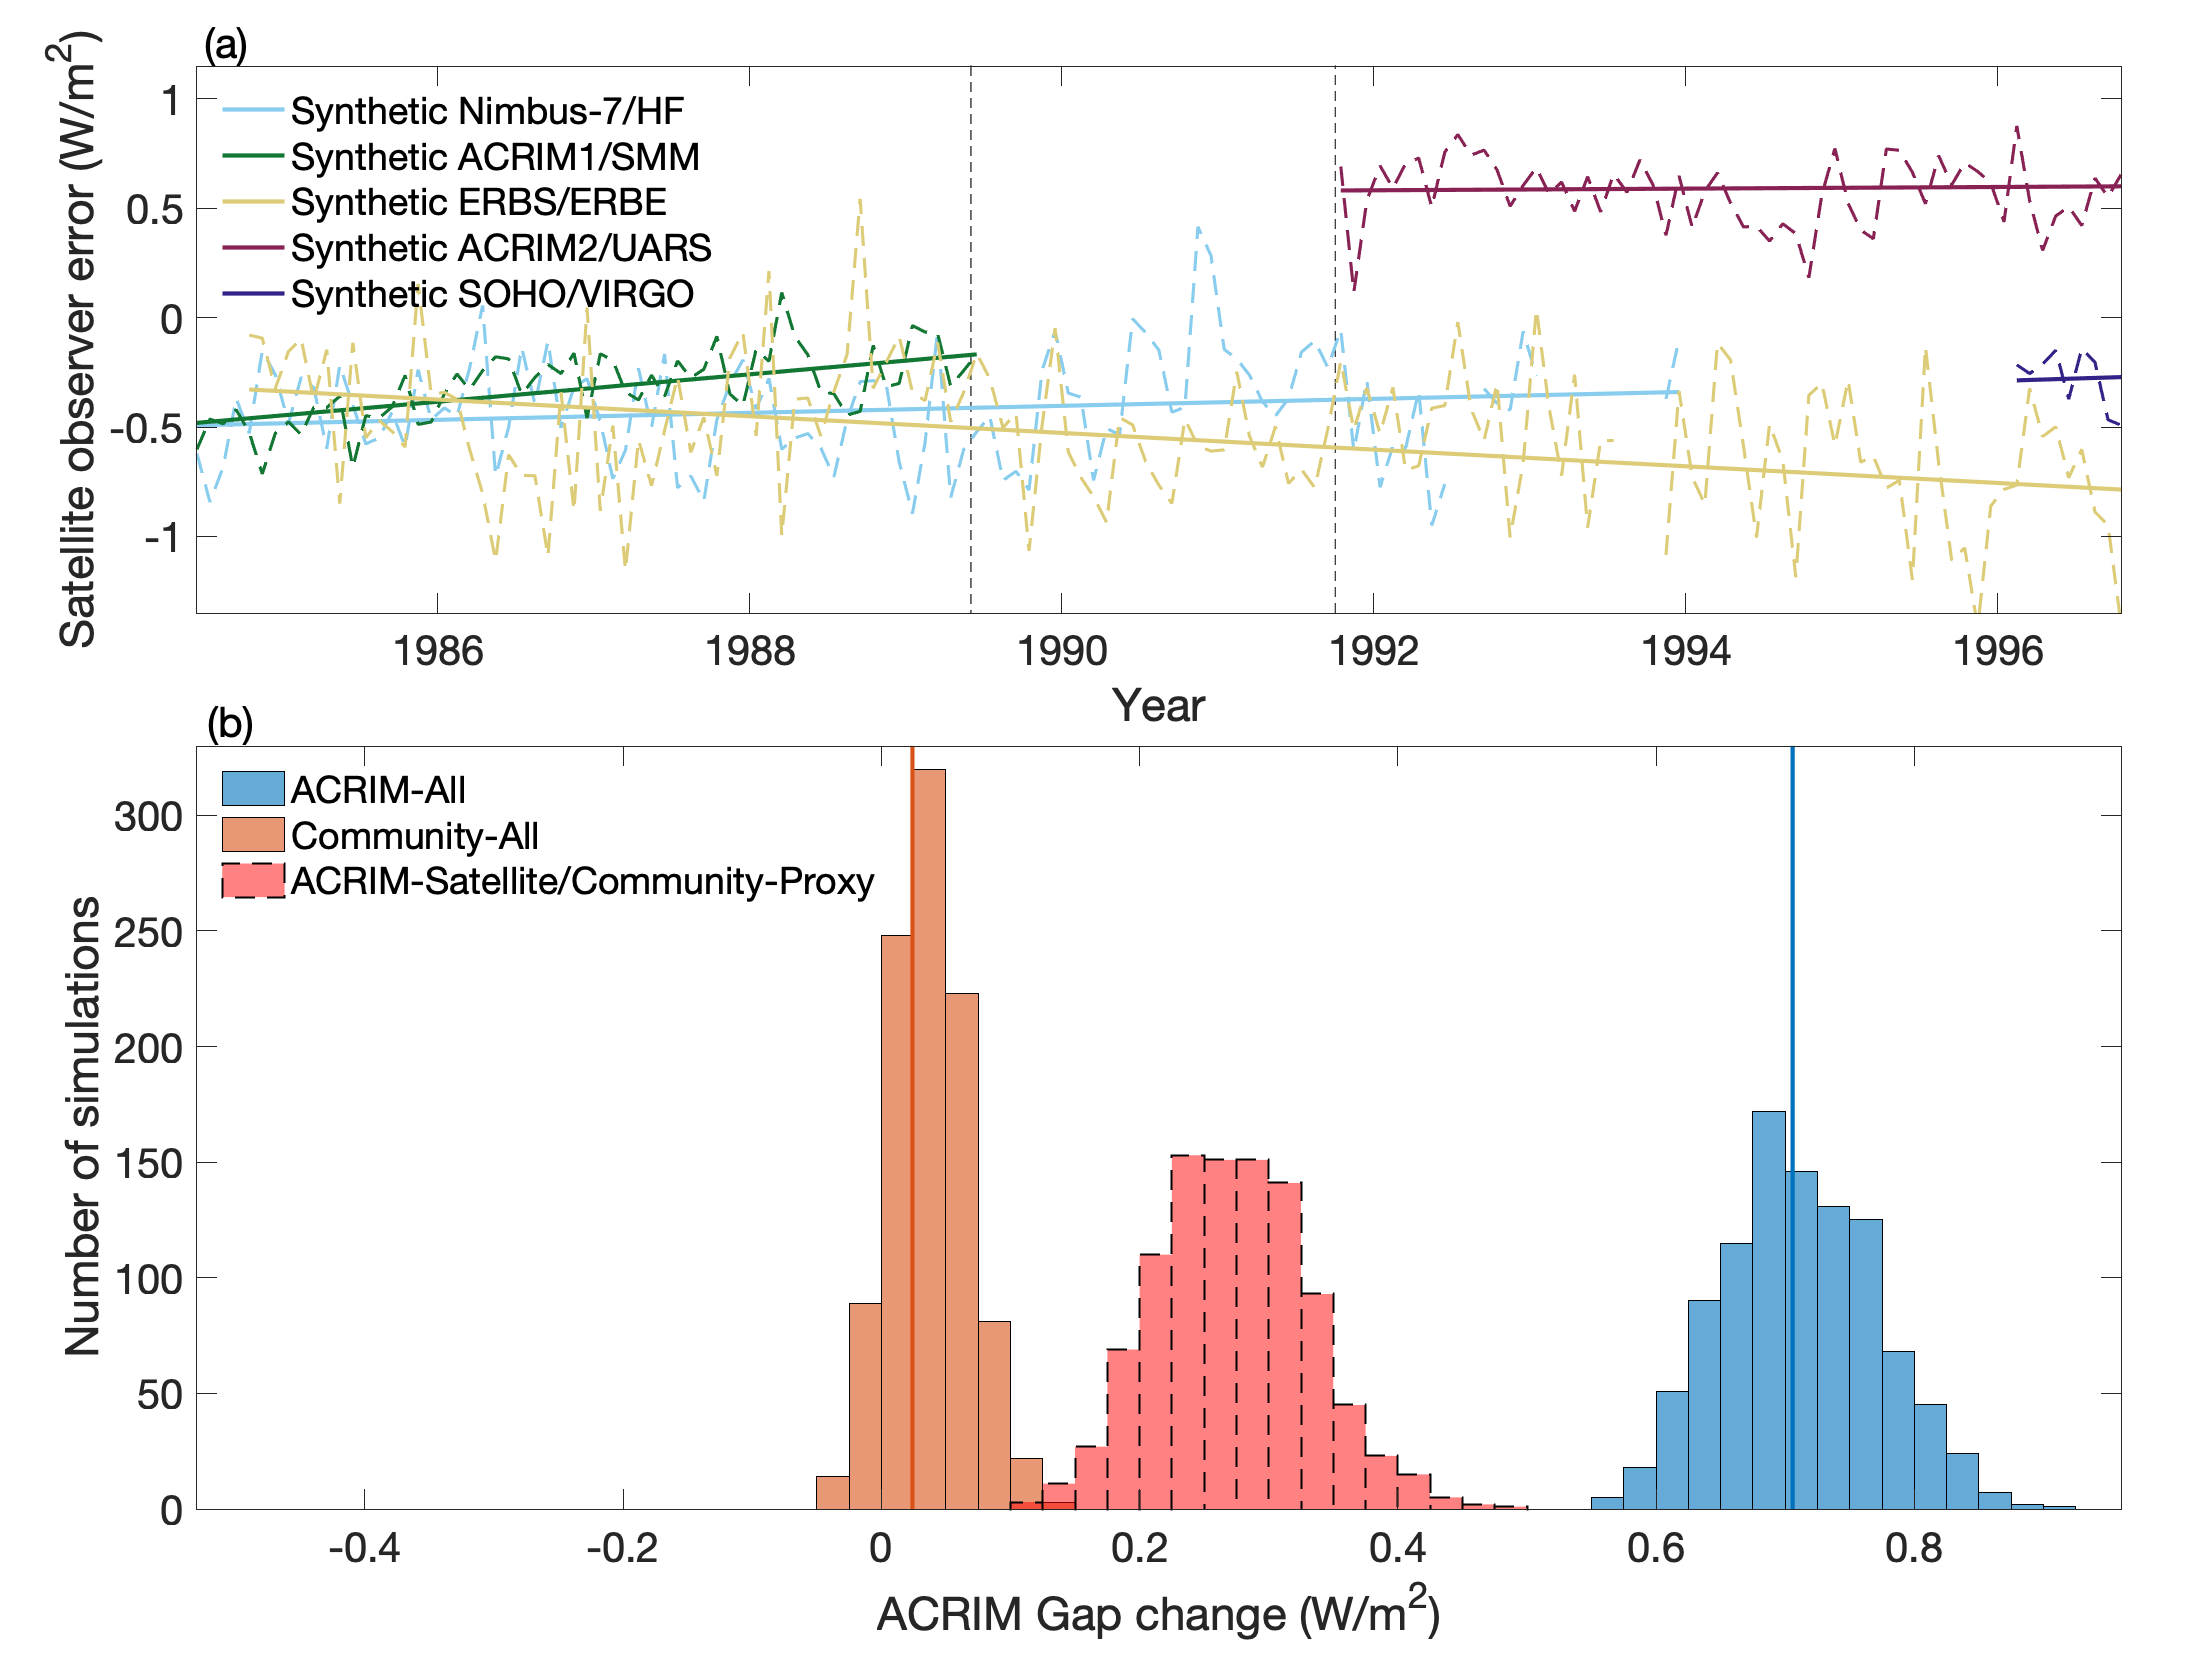 (a)
Satellite observer error (W/m²)
1
0.5
0
-0.5
-1
Synthetic Nimbus-7/HF
Synthetic ACRIM1/SMM
Synthetic ERBS/ERBE
Synthetic ACRIM2/UARS
Synthetic SOHO/VIRGO
1986 1988 1990 1992 1994 1996
Year
(b)
Number of simulations
300
250
200
150
100
50
0
ACRIM-All
Community-All
ACRIM-Satellite/Community-Proxy
-0.4 -0.2 0 0.2 0.4 0.6 0.8
ACRIM Gap change (W/m²)